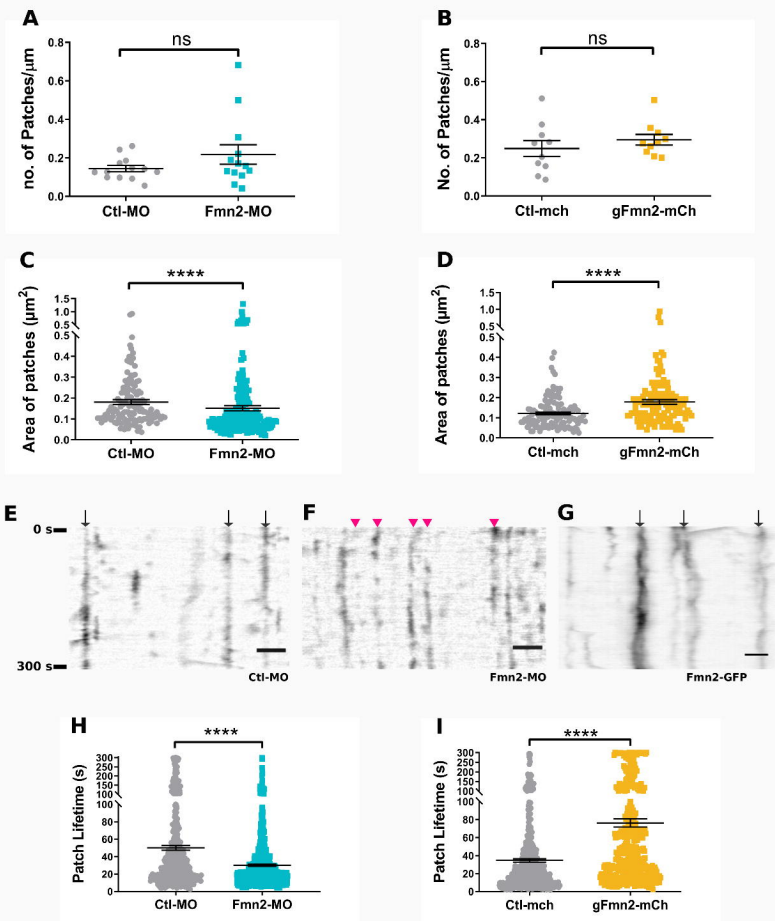 A
ns
no. of Patches/μm
0.8
0.6
0.4
0.2
0.0
Ctl-MO
Fmn2-MO
B
ns
No. of Patches/μm
0.8
0.6
0.4
0.2
0.0
Ctl-mch
gFmn2-mCh
C
****
Area of patches (μm²)
1.5
1.0
0.5
0.5
0.4
0.3
0.2
0.1
0.0
Ctl-MO
Fmn2-MO
D
****
Area of patches (μm²)
1.5
1.0
0.5
0.4
0.3
0.2
0.1
0.0
Ctl-mch
gFmn2-mCh
E
0 s
300 s
Ctl-MO
F
Fmn2-MO
G
Fmn2-GFP
H
****
Patch Lifetime (s)
300
250
200
150
100
100
80
60
40
20
0
Ctl-MO
Fmn2-MO
I
****
Patch Lifetime (s)
300
250
200
150
100
100
80
60
40
20
0
Ctl-mch
gFmn2-mCh